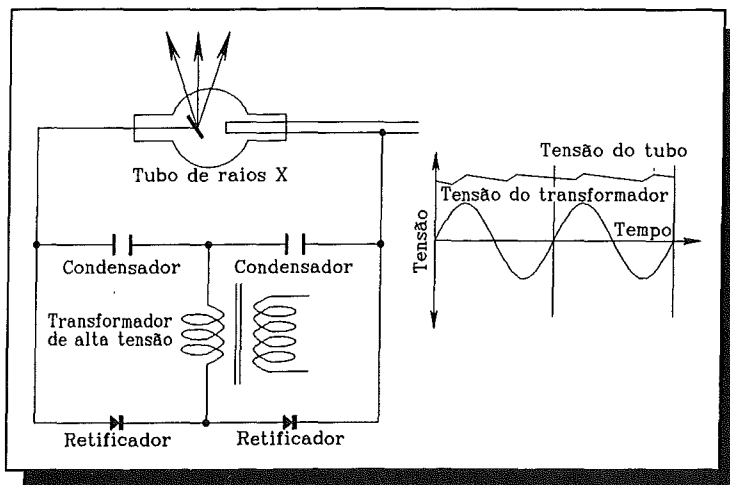 Tubo de raios X
Condensador
Condensador
Transformador
de alta tensão
Retificador
Retificador
Tensão do tubo
Tensão do transformador
Tempo
Tensão